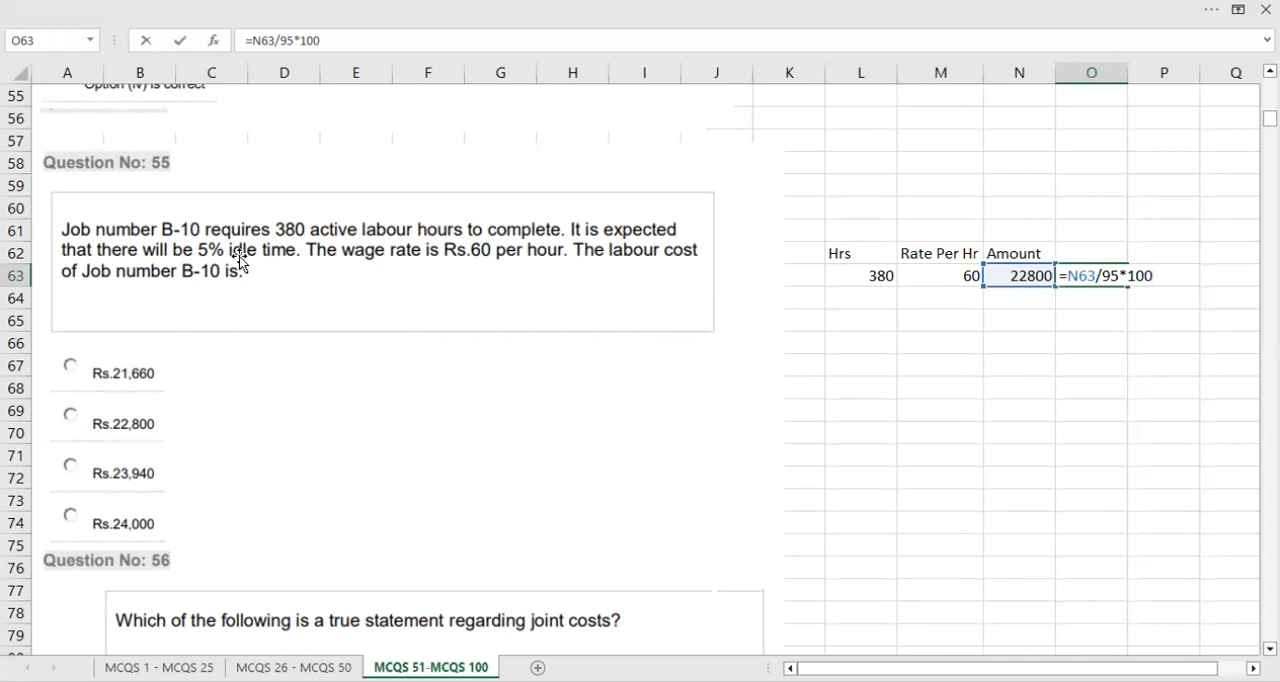 O63
fx
=N63/95*100
A B C D E F G H I J K L M N O P Q
55 Option (iv) is correct
56
57
58 Question No: 55
59
60
61 Job number B-10 requires 380 active labour hours to complete. It is expected
62 that there will be 5% idle time. The wage rate is Rs.60 per hour. The labour cost Hrs Rate Per Hr Amount
63 of Job number B-10 is: 380 60 22800 =N63/95*100
64
65
66
67 Rs.21,660
68
69
70 Rs.22,800
71
72 Rs.23,940
73
74 Rs.24,000
75
76 Question No: 56
77
78 Which of the following is a true statement regarding joint costs?
79
MCQS 1 - MCQS 25 MCQS 26 - MCQS 50 MCQS 51-MCQS 100